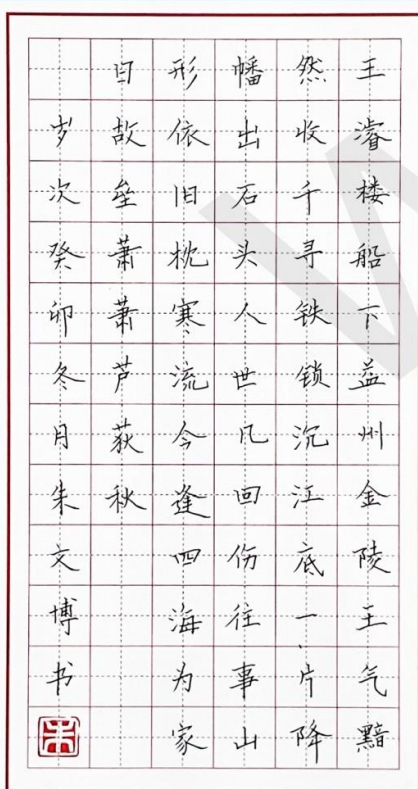 王濬楼船下益州金陵王气黯
然收千寻铁锁沉江底一片降
幡出石头人世几回伤往事山
形依旧枕寒流今逢四海为家
日故垒萧萧芦荻秋
岁次癸卯冬月朱文博书
朱